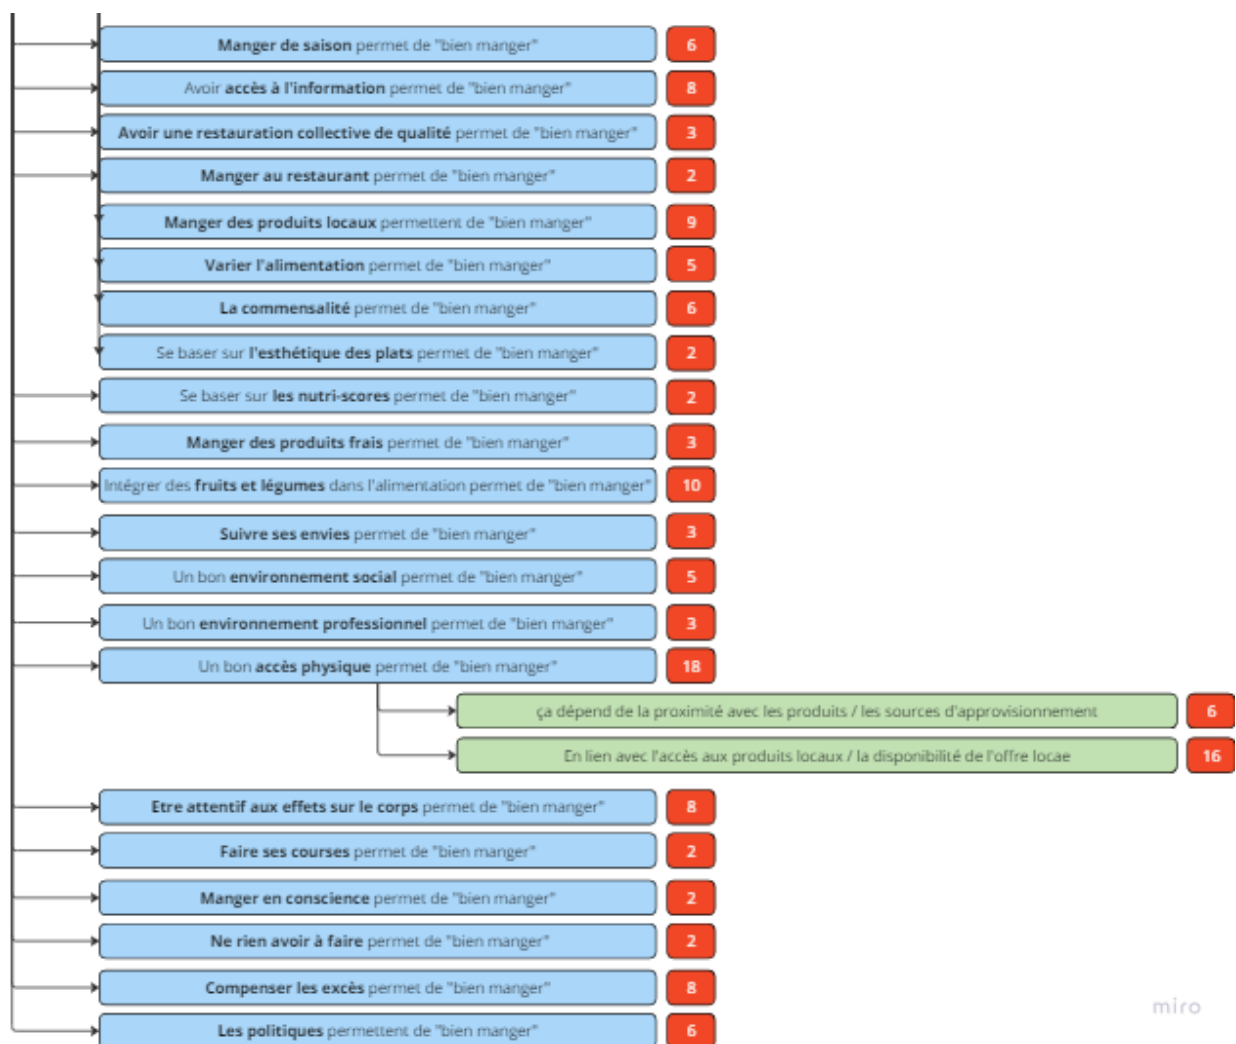 Manger de saison permet de "bien manger" 6
Avoir accès à l'information permet de "bien manger" 8
Avoir une restauration collective de qualité permet de "bien manger" 3
Manger au restaurant permet de "bien manger" 2
Manger des produits locaux permettent de "bien manger" 9
Varier l'alimentation permet de "bien manger" 5
La commensalité permet de "bien manger" 6
Se baser sur l'esthétique des plats permet de "bien manger" 2
Se baser sur les nutri-scores permet de "bien manger" 2
Manger des produits frais permet de "bien manger" 3
Intégrer des fruits et légumes dans l'alimentation permet de "bien manger" 10
Suivre ses envies permet de "bien manger" 3
Un bon environnement social permet de "bien manger" 5
Un bon environnement professionnel permet de "bien manger" 3
Un bon accès physique permet de "bien manger" 18
ça dépend de la proximité avec les produits / les sources d'approvisionnement 6
En lien avec l'accès aux produits locaux / la disponibilité de l'offre locae 16
Etre attentif aux effets sur le corps permet de "bien manger" 8
Faire ses courses permet de "bien manger" 2
Manger en conscience permet de "bien manger" 2
Ne rien avoir à faire permet de "bien manger" 2
Compenser les excès permet de "bien manger" 8
Les politiques permettent de "bien manger" 6
miro